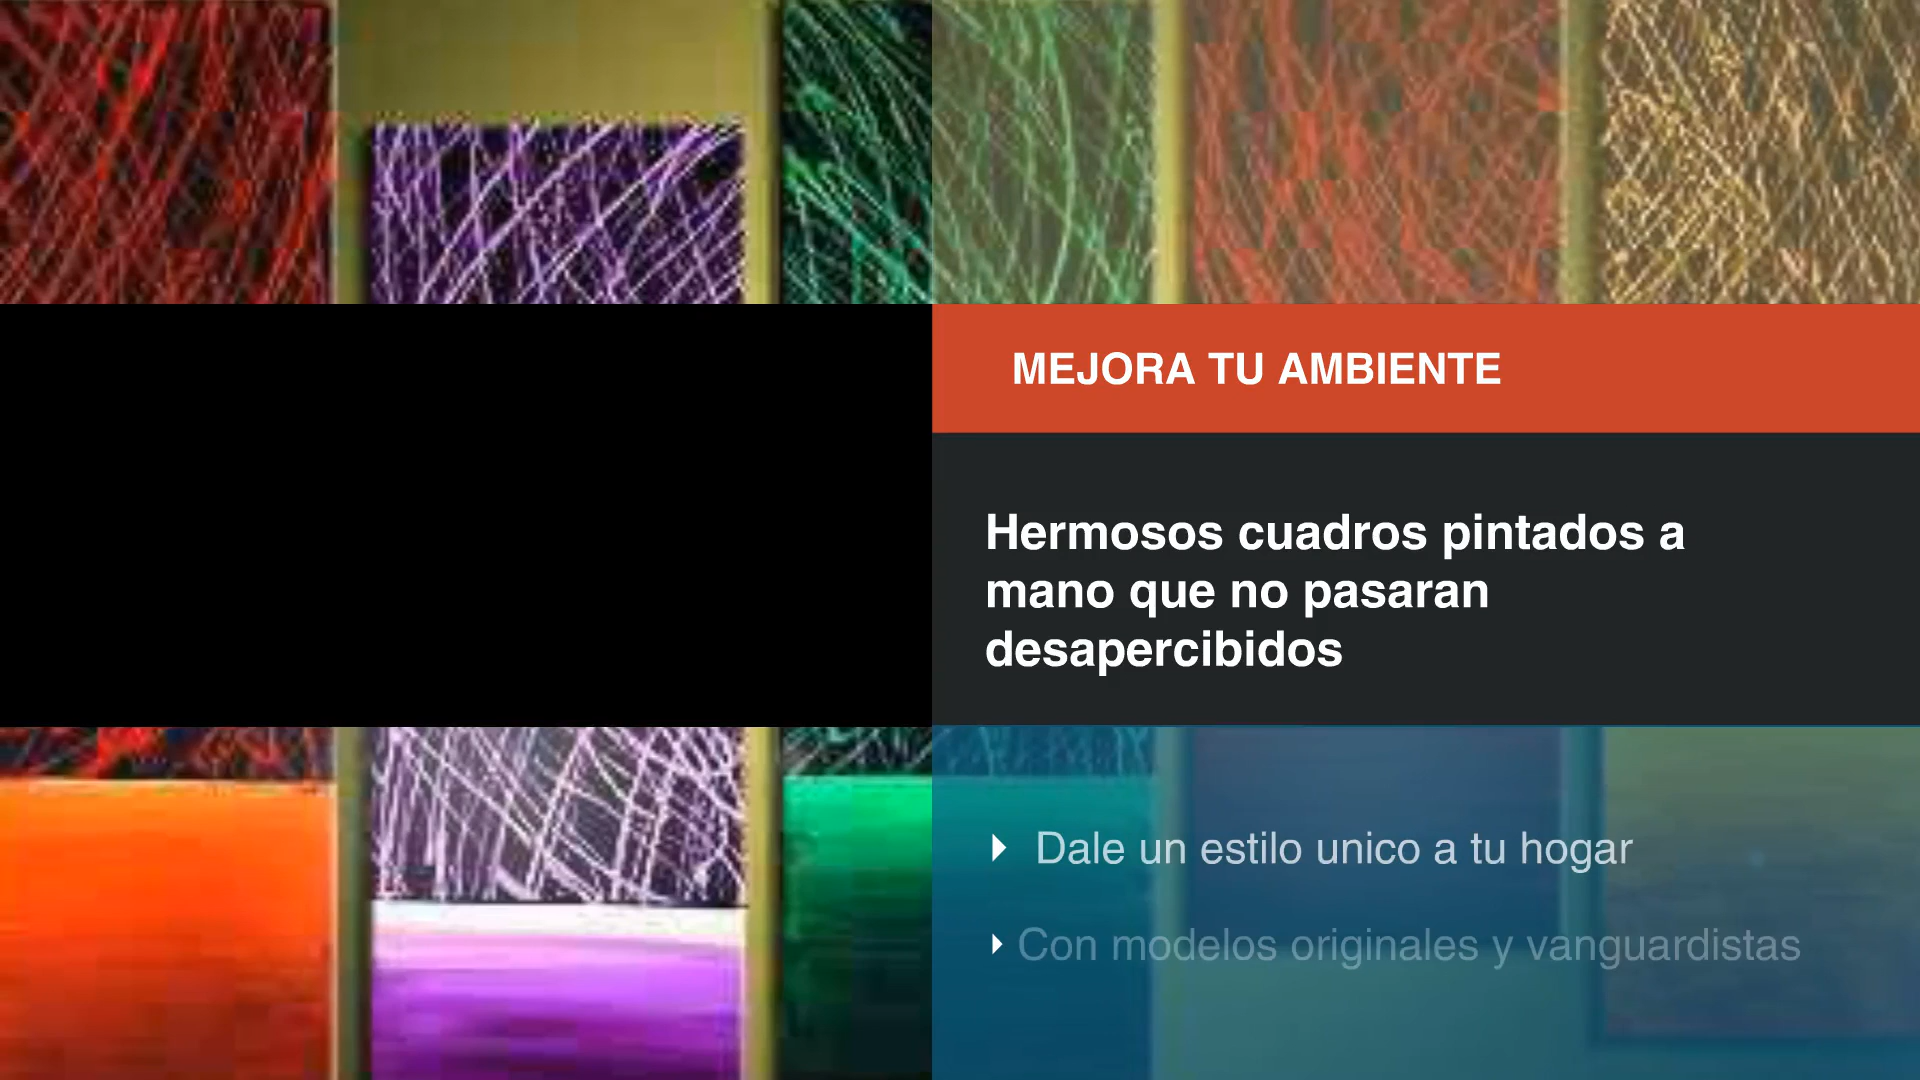 MEJORA TU AMBIENTE
Hermosos cuadros pintados a
mano que no pasaran
desapercibidos
Dale un estilo unico a tu hogar
Con modelos originales y vanguardistas